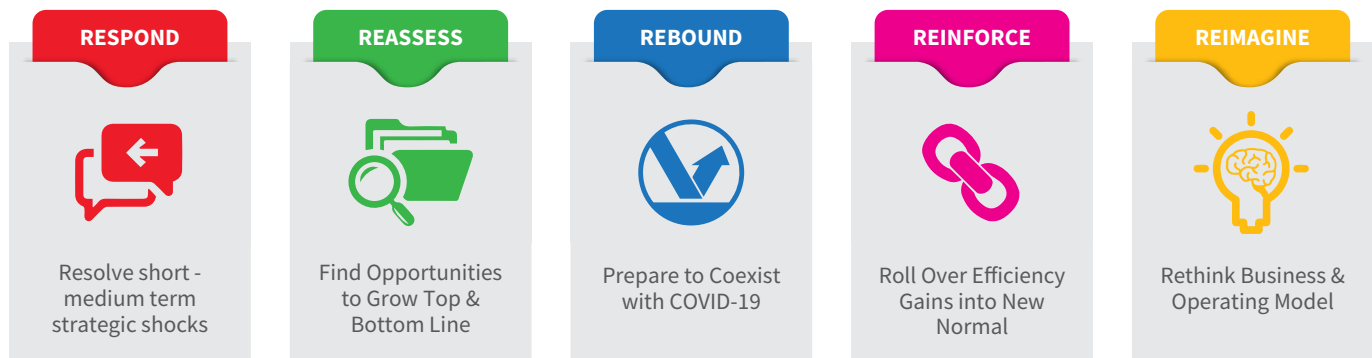 RESPOND
Resolve short -
medium term
strategic shocks
REASSESS
Find Opportunities
to Grow Top &
Bottom Line
REBOUND
Prepare to Coexist
with COVID-19
REINFORCE
Roll Over Efficiency
Gains into New
Normal
REIMAGINE
Rethink Business &
Operating Model